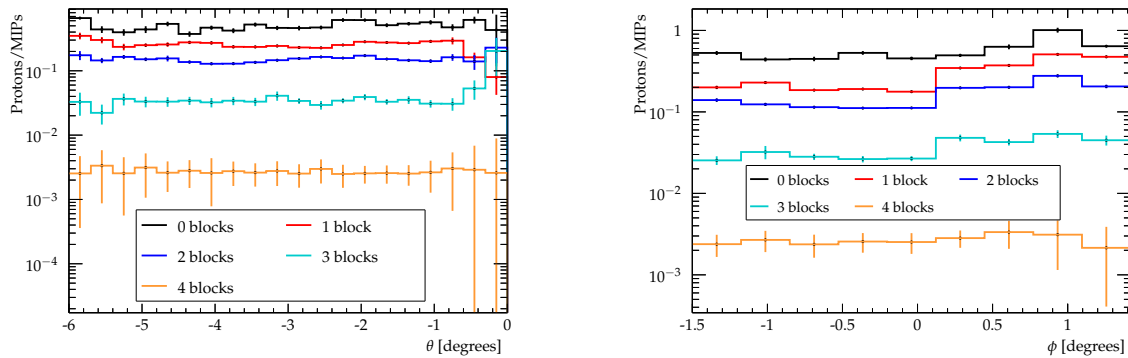 Protons/MIPs
10⁻¹
10⁻²
10⁻³
10⁻⁴
0 blocks 1 block
2 blocks 3 blocks
4 blocks
-6 -5 -4 -3 -2 -1 0
θ [degrees]
Protons/MIPs
1
10⁻¹
10⁻²
10⁻³
0 blocks 1 block 2 blocks
3 blocks 4 blocks
-1.5 -1 -0.5 0 0.5 1
ϕ [degrees]